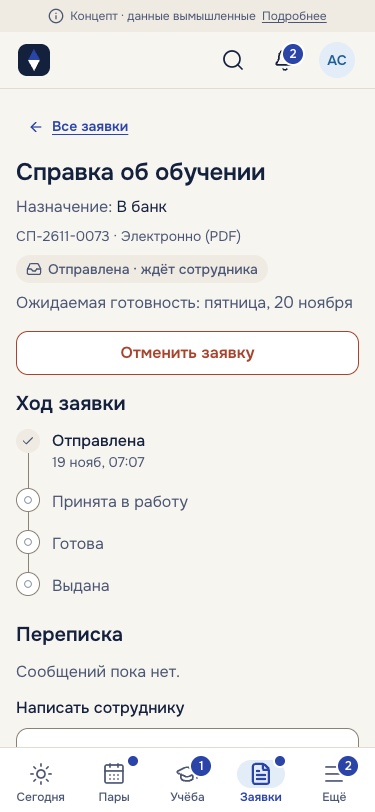 Концепт · данные вымышленные Подробнее
2
АС
Все заявки
Справка об обучении
Назначение: В банк
СП-2611-0073 · Электронно (PDF)
Отправлена · ждёт сотрудника
Ожидаемая готовность: пятница, 20 ноября
Отменить заявку
Ход заявки
Отправлена
19 нояб, 07:07
Принята в работу
Готова
Выдана
Переписка
Сообщений пока нет.
Написать сотруднику
1
2
Сегодня
Пары
Учёба
Заявки
Ещё